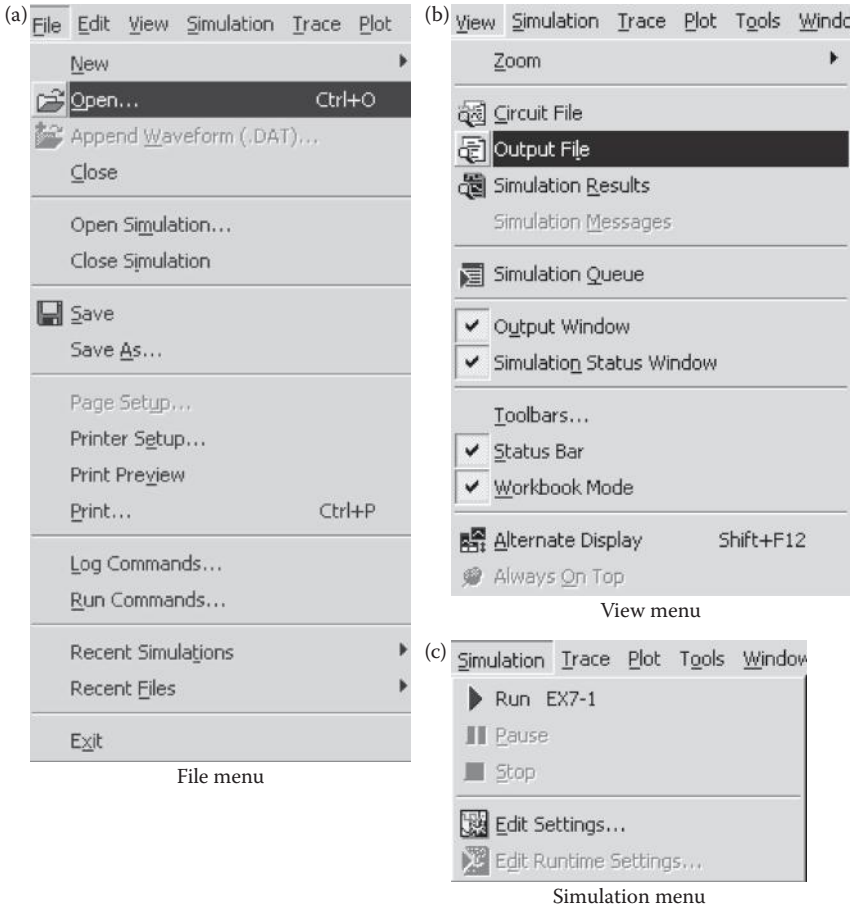 (a)
File Edit View Simulation Trace Plot
New
Open... Ctrl+O
Append Waveform (.DAT)...
Close
Open Simulation...
Close Simulation
Save
Save As...
Page Setup...
Printer Setup...
Print Preview
Print... Ctrl+P
Log Commands...
Run Commands...
Recent Simulations
Recent Files
Exit
File menu
(b)
View Simulation Trace Plot Tools Windo
Zoom
Circuit File
Output File
Simulation Results
Simulation Messages
Simulation Queue
Output Window
Simulation Status Window
Toolbars...
Status Bar
Workbook Mode
Alternate Display Shift+F12
Always On Top
View menu
(c)
Simulation Trace Plot Tools Window
Run EX7-1
Pause
Stop
Edit Settings...
Edit Runtime Settings...
Simulation menu